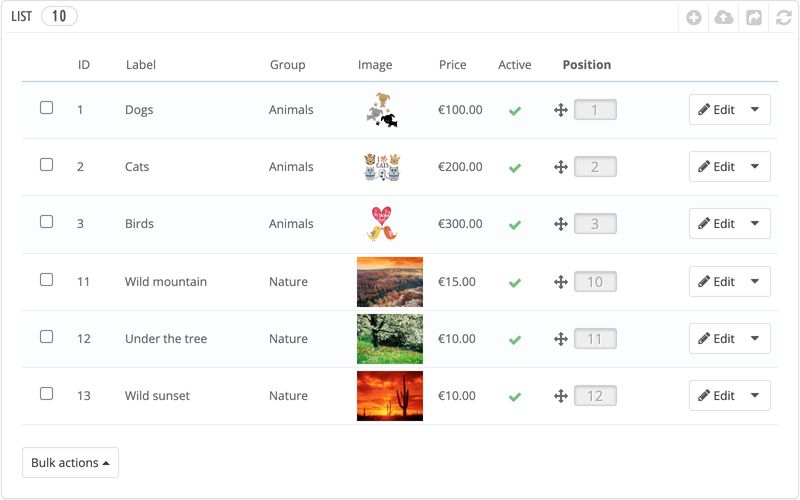 LIST 10
ID Label Group Image Price Active Position
1 Dogs Animals €100.00 1 Edit
2 Cats Animals I CATS €200.00 2 Edit
3 Birds Animals €300.00 3 Edit
11 Wild mountain Nature €15.00 10 Edit
12 Under the tree Nature €10.00 11 Edit
13 Wild sunset Nature €10.00 12 Edit
Bulk actions